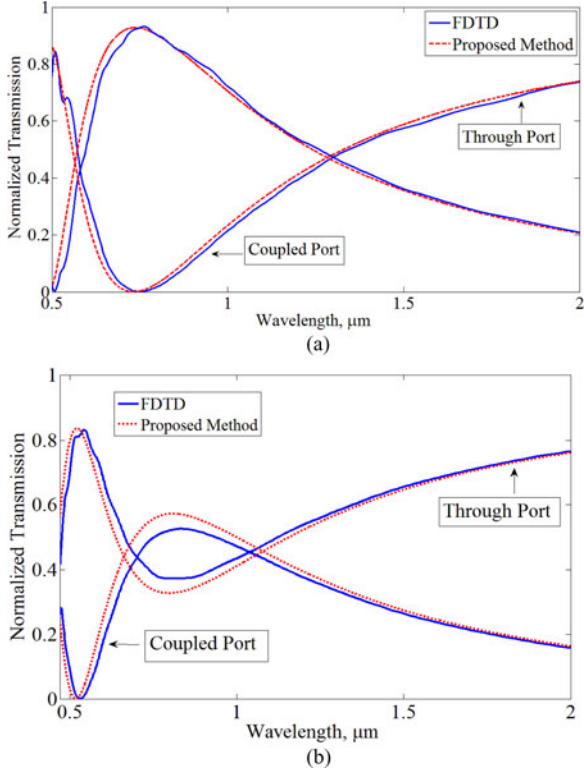 1
0.8
0.6
0.4
0.2
0
Normalized Transmission
FDTD
Proposed Method
Through Port
Coupled Port
0.5
1
1.5
2
Wavelength, μm
(a)
1
0.8
0.6
0.4
0.2
0
Normalized Transmission
FDTD
Proposed Method
Through Port
Coupled Port
0.5
1
1.5
2
Wavelength, μm
(b)